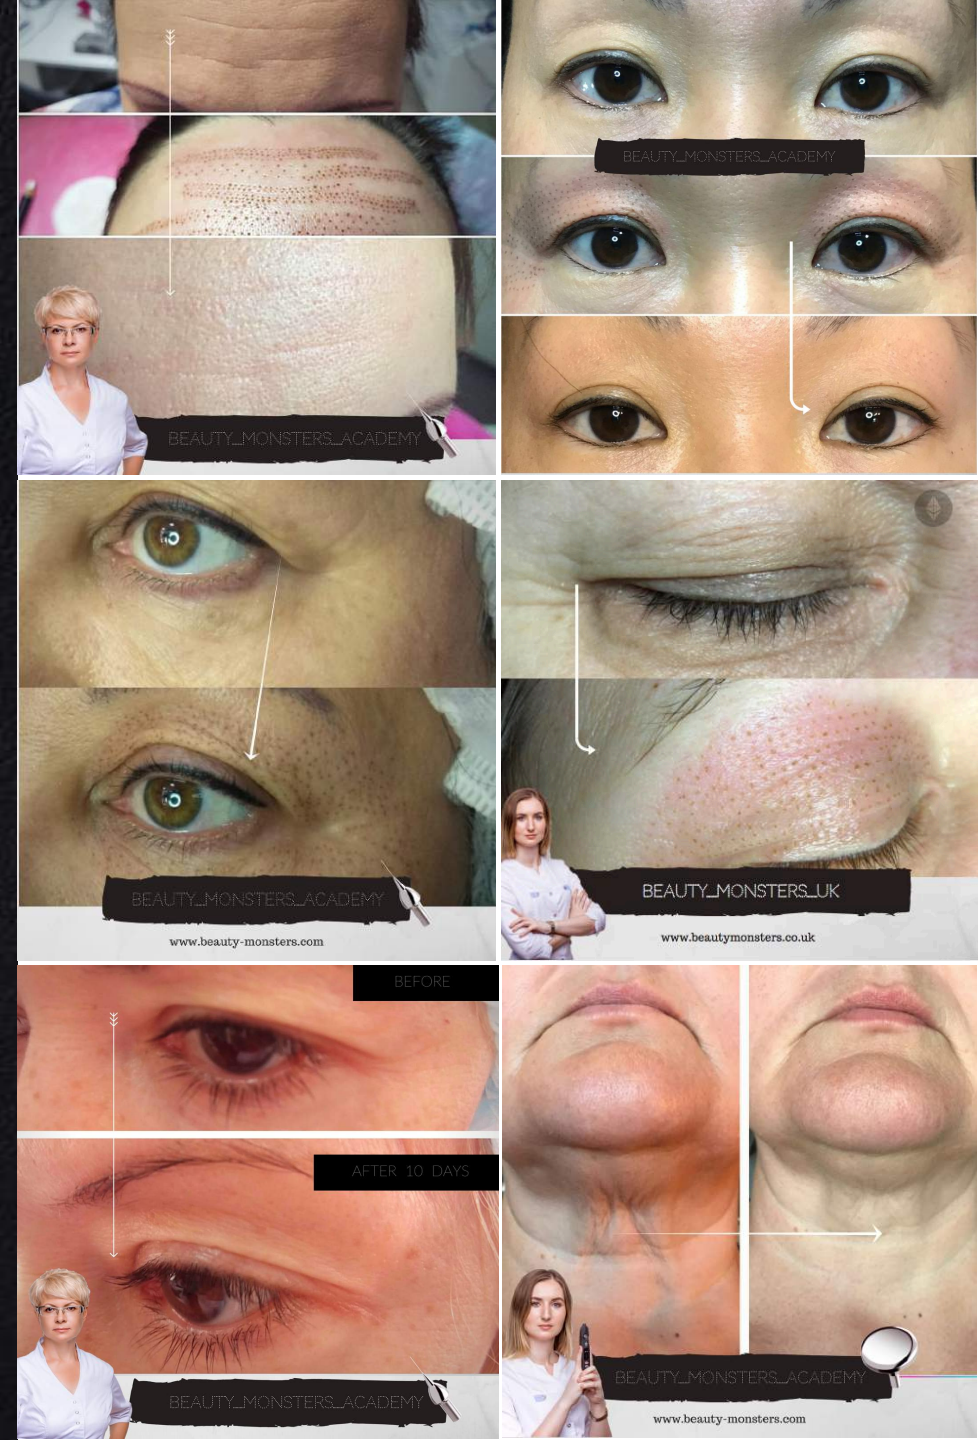 BEAUTY_MONSTERS_ACADEMY
BEAUTY_MONSTERS_ACADEMY
BEAUTY_MONSTERS_ACADEMY
www.beauty-monsters.com
BEAUTY_MONSTERS_UK
www.beautymonsters.co.uk
BEFORE
AFTER 10 DAYS
BEAUTY_MONSTERS_ACADEMY
BEAUTY_MONSTERS_ACADEMY
www.beauty-monsters.com